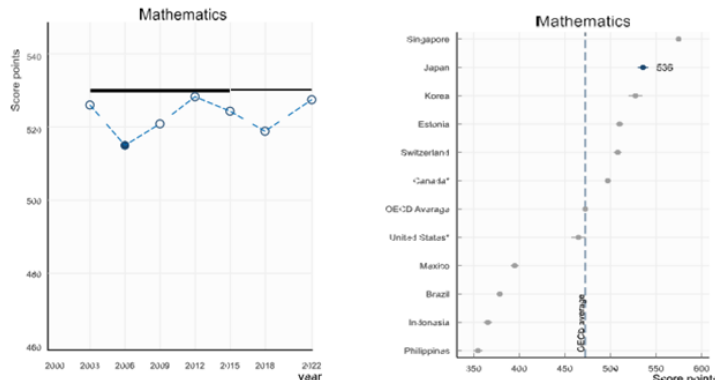 Mathematics
Score points
540
520
500
480
460
2000 2003 2006 2009 2012 2015 2018 2022
year
Mathematics
Singapore
Japan
536
Korea
Estonia
Switzerland
Canada*
OECD Average
United States*
Mexico
Brazil
Indonesia
Philippines
OECD average
350 400 450 500 550 600
Score points